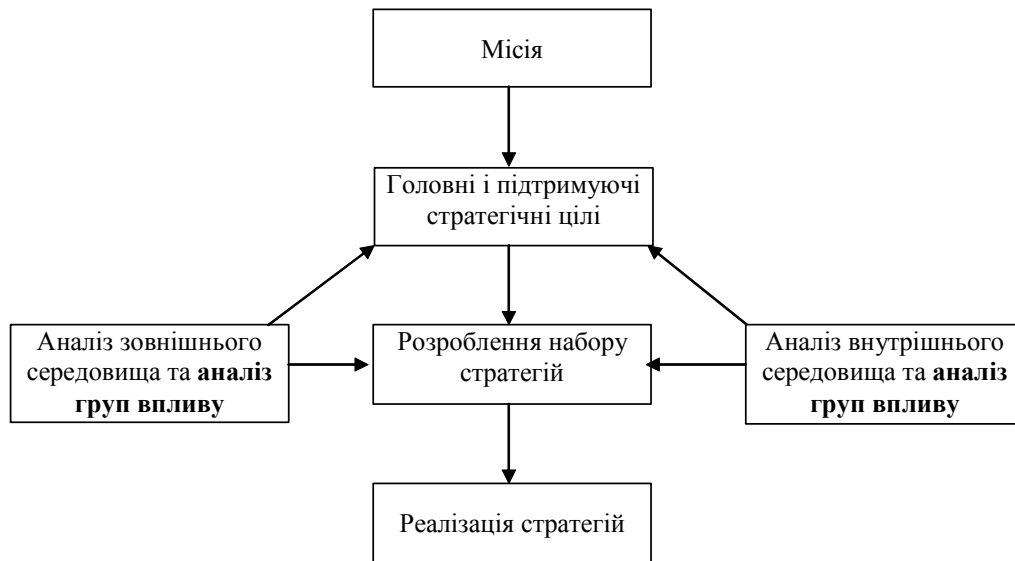 Місія
Головні і підтримуючі
стратегічні цілі
Аналіз зовнішнього
середовища та аналіз
груп впливу
Розроблення набору
стратегій
Аналіз внутрішнього
середовища та аналіз
груп впливу
Реалізація стратегій